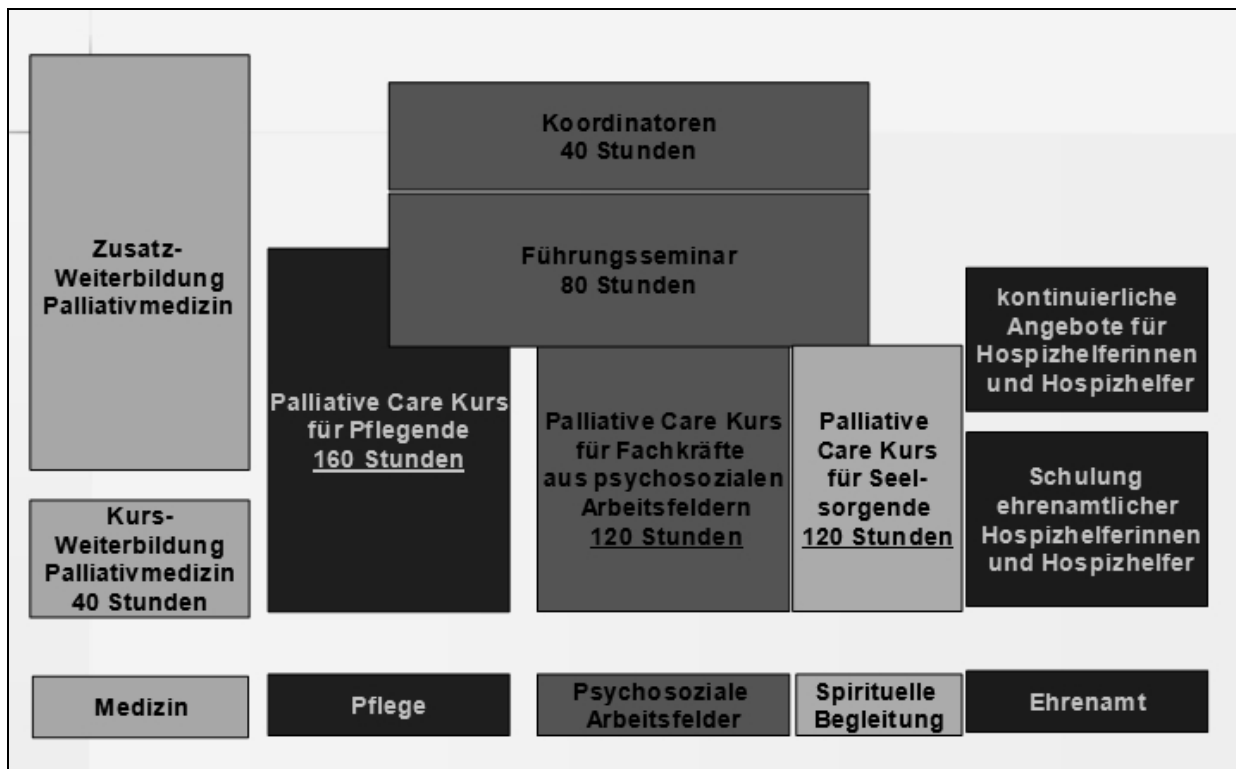 Zusatz-
Weiterbildung
Palliativmedizin
Kurs-
Weiterbildung
Palliativmedizin
40 Stunden
Medizin
Palliative Care Kurs
für Pflegende
160 Stunden
Pflege
Koordinatoren
40 Stunden
Führungsseminar
80 Stunden
Palliative Care Kurs
für Fachkräfte
aus psychosozialen
Arbeitsfeldern
120 Stunden
Psychosoziale
Arbeitsfelder
Palliative
Care Kurs
für Seel-
sorgende
120 Stunden
Spirituelle
Begleitung
kontinuierliche
Angebote für
Hospizhelferinnen
und Hospizhelfer
Schulung
ehrenamtlicher
Hospizhelferinnen
und Hospizhelfer
Ehrenamt